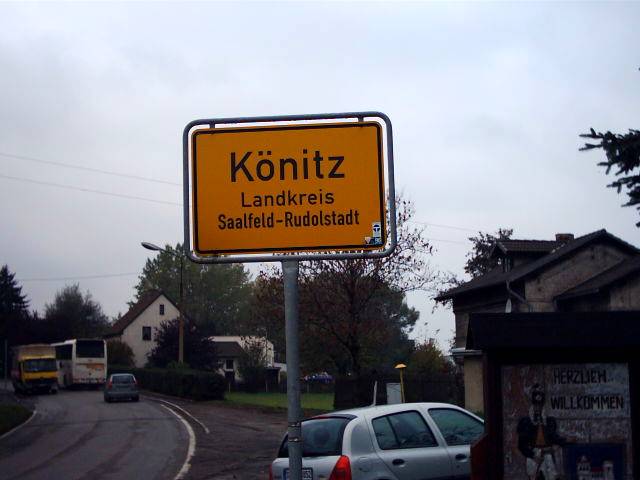 Könitz
Landkreis
Saalfeld-Rudolstadt
HERZLICH
WILLKOMMEN